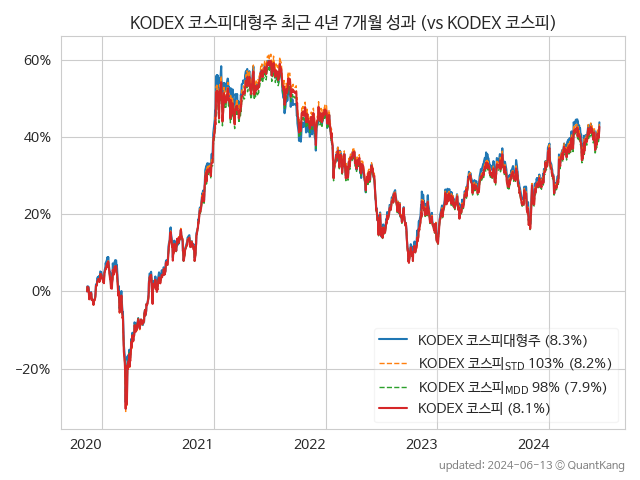 KODEX 코스피대형주 최근 4년 7개월 성과 (vs KODEX 코스피)
60%
40%
20%
0%
−20%
KODEX 코스피대형주 (8.3%)
KODEX 코스피STD 103% (8.2%)
KODEX 코스피MDD 98% (7.9%)
KODEX 코스피 (8.1%)
2020 2021 2022 2023 2024
updated: 2024-06-13 ⓒ QuantKang